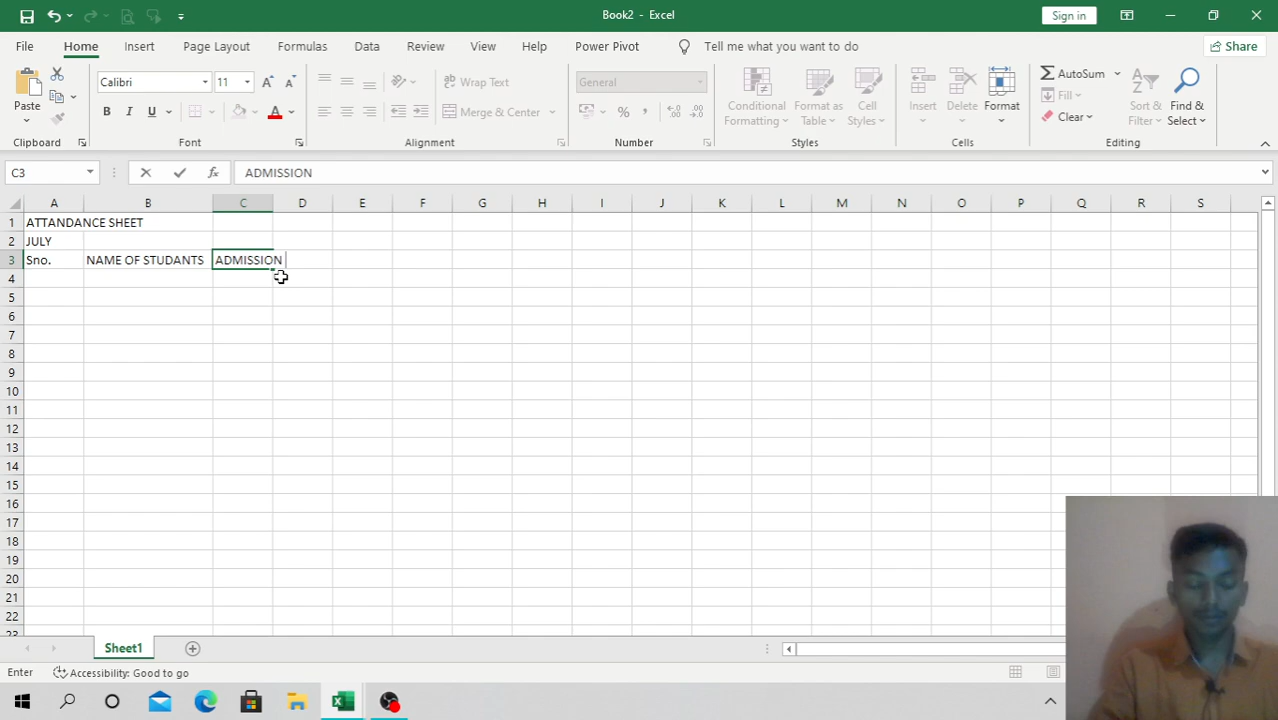 Book2 - Excel
Sign in
File Home Insert Page Layout Formulas Data Review View Help Power Pivot Tell me what you want to do Share
Paste
Calibri 11
B I U
Wrap Text
Merge & Center
General
Conditional Formatting
Format as Table
Cell Styles
Insert
Delete
Format
AutoSum
Fill
Clear
Sort & Filter
Find & Select
Clipboard Font Alignment Number Styles Cells Editing
C3 fx ADMISSION
A B C D E F G H I J K L M N O P Q R S
1 ATTANDANCE SHEET
2 JULY
3 Sno. NAME OF STUDANTS ADMISSION
4
5
6
7
8
9
10
11
12
13
14
15
16
17
18
19
20
21
22
23
Sheet1
Enter Accessibility: Good to go